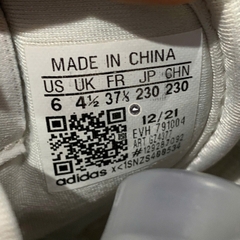 MADE IN CHINA
US UK FR JP CHN
6 4½ 37⅓ 230 230
12/21
EVH 791004
adidas